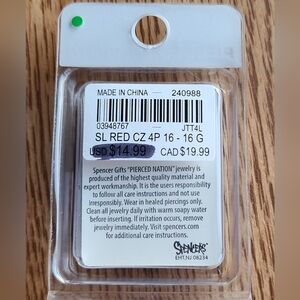 MADE IN CHINA — 240988
03948767 — JTT4L
SL RED CZ 4P 16 - 16 G
USD $14.99 CAD $19.99
Spencer Gifts "PIERCED NATION" jewelry is
produced of the highest quality material and
expert workmanship. It is the users responsibility
to follow all care instructions and not use
irresponsibly. Wear in healed piercings only.
Clean all jewelry daily with warm soapy water
before wearing. If irritation occurs, remove
jewelry immediately. Visit spencers.com
for additional care instructions.
SPENCERS
EHT, NJ 08234